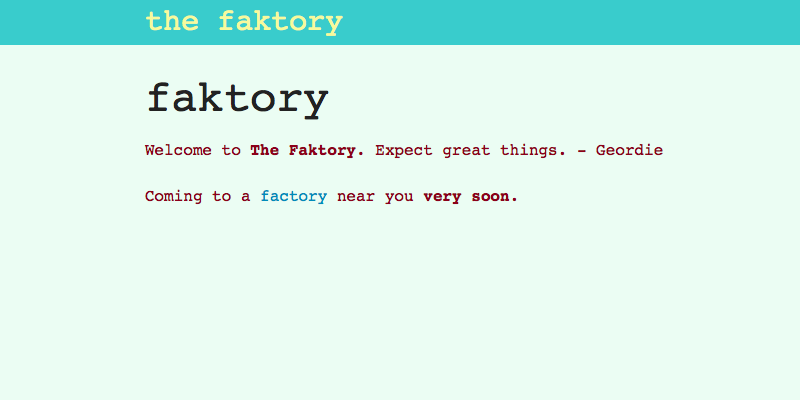 the faktory
faktory
Welcome to The Faktory. Expect great things. – Geordie
Coming to a factory near you very soon.